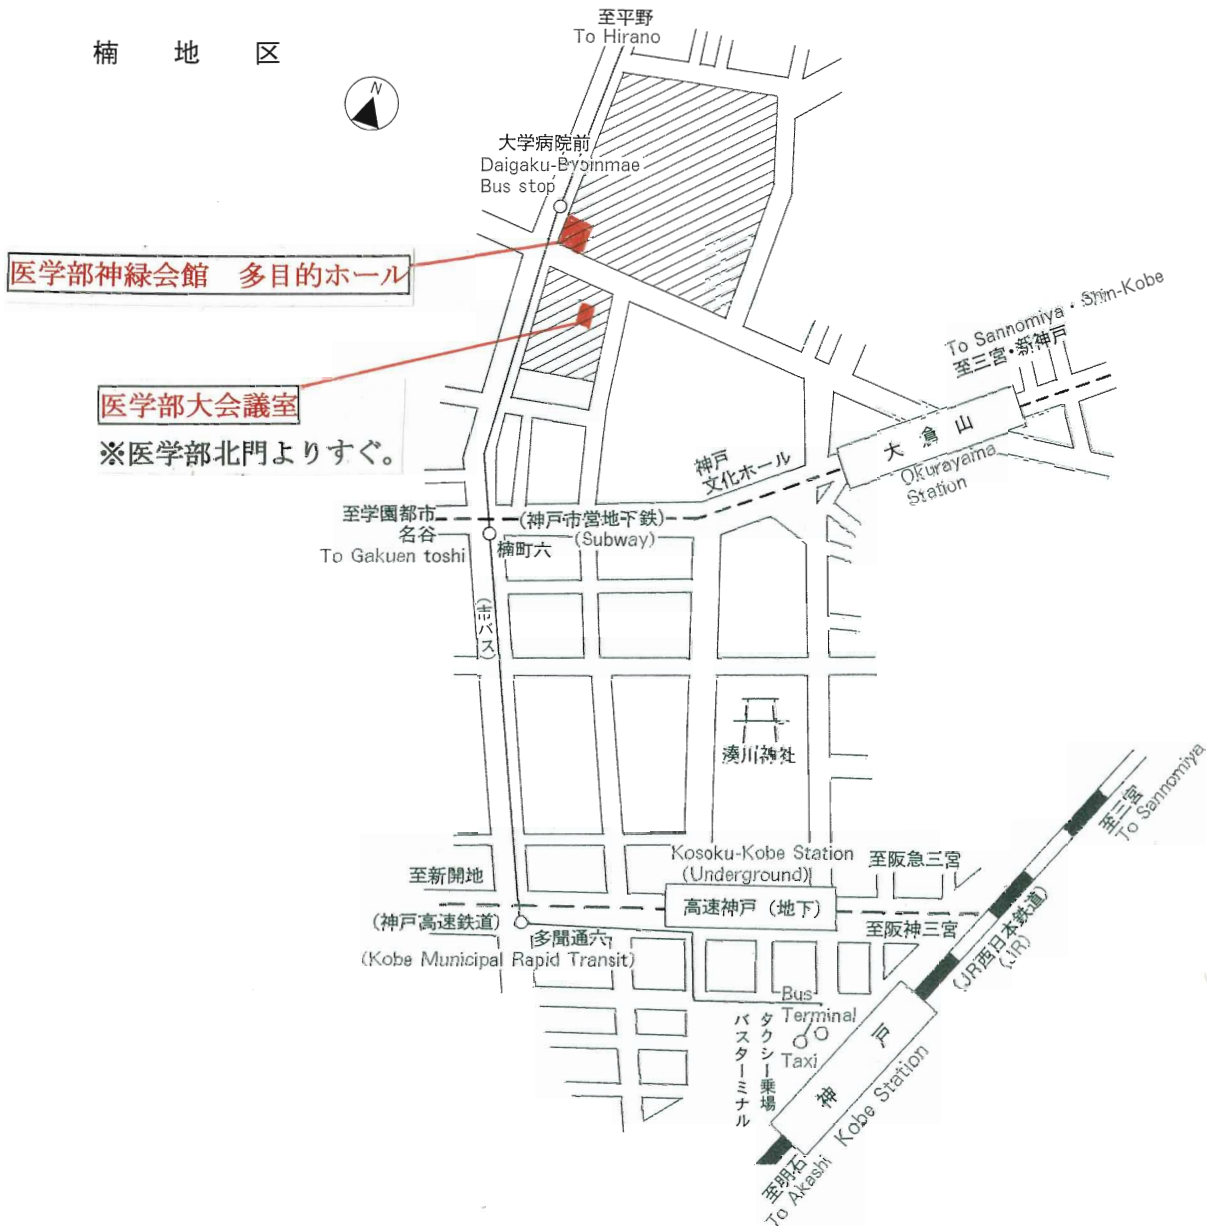 楠地区
N
至平野
To Hirano
大学病院前
Daigaku-Byoinmae
Bus stop
医学部神緑会館 多目的ホール
医学部大会議室
※医学部北門よりすぐ。
To Sannomiya・Shin-Kobe
至三宮・新神戸
大倉山
Okurayama
Station
神戸
文化ホール
至学園都市
名谷
To Gakuen toshi
(神戸市営地下鉄)
(Subway)
楠町六
(市バス)
湊川神社
Kosoku-Kobe Station
(Underground)
至阪急三宮
至新開地
高速神戸(地下)
(神戸高速鉄道)
至阪神三宮
多聞通六
(Kobe Municipal Rapid Transit)
至三宮
To Sannomiya
(JR西日本鉄道)
(JR)
Bus
Terminal
Taxi
タクシー乗場
バスターミナル
神戸
Kobe Station
至明石
To Akashi